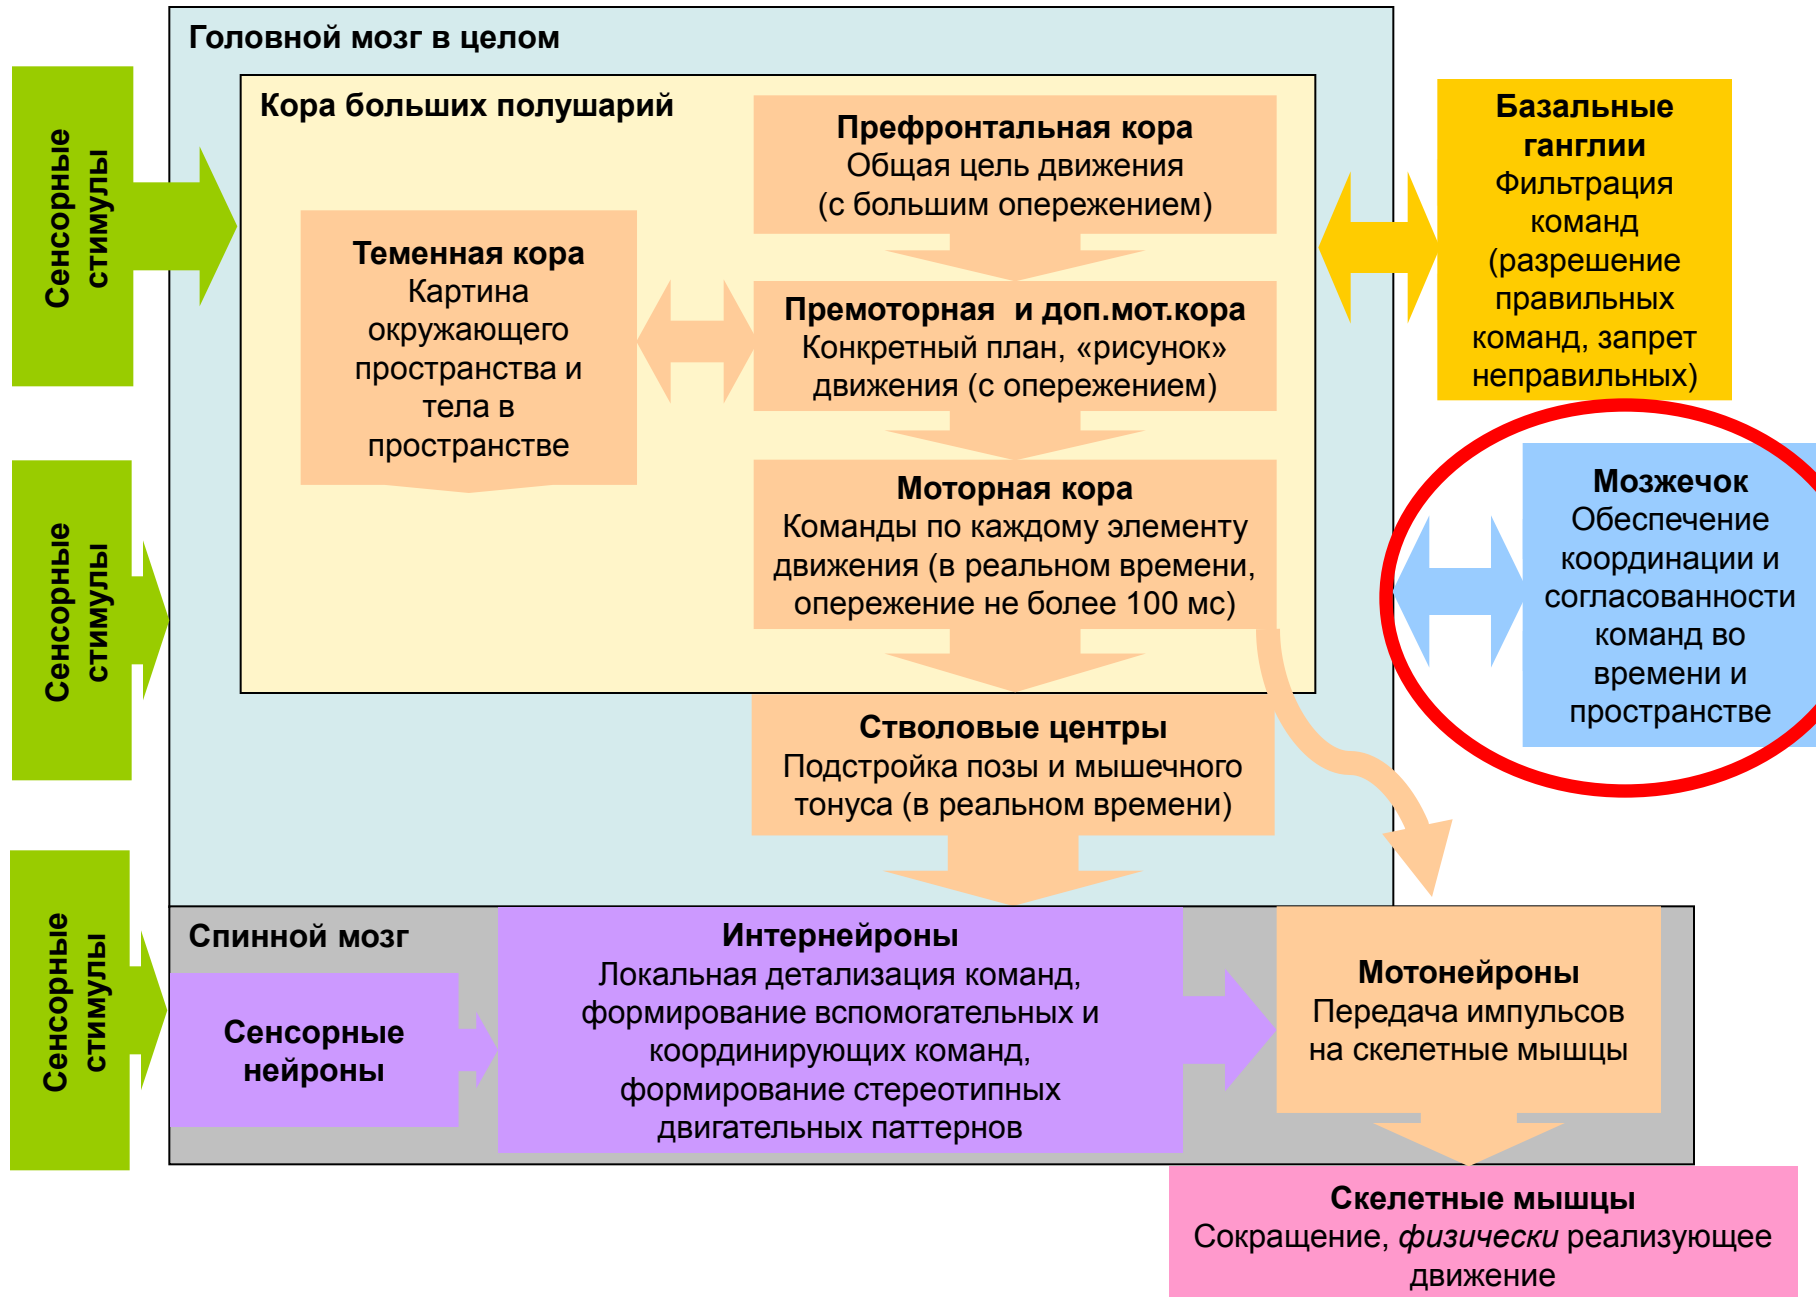 Головной мозг в целом
Сенсорные
стимулы
Кора больших полушарий
Префронтальная кора
Общая цель движения
(с большим опережением)
Базальные
ганглии
Фильтрация
команд
(разрешение
правильных
команд, запрет
неправильных)
Теменная кора
Картина
окружающего
пространства и
тела в
пространстве
Премоторная и доп.мот.кора
Конкретный план, «рисунок»
движения (с опережением)
Сенсорные
стимулы
Моторная кора
Команды по каждому элементу
движения (в реальном времени,
опережение не более 100 мс)
Мозжечок
Обеспечение
координации и
согласованности
команд во
времени и
пространстве
Стволовые центры
Подстройка позы и мышечного
тонуса (в реальном времени)
Сенсорные
стимулы
Спинной мозг
Сенсорные
нейроны
Интернейроны
Локальная детализация команд,
формирование вспомогательных и
координирующих команд,
формирование стереотипных
двигательных паттернов
Мотонейроны
Передача импульсов
на скелетные мышцы
Скелетные мышцы
Сокращение, физически реализующее
движение